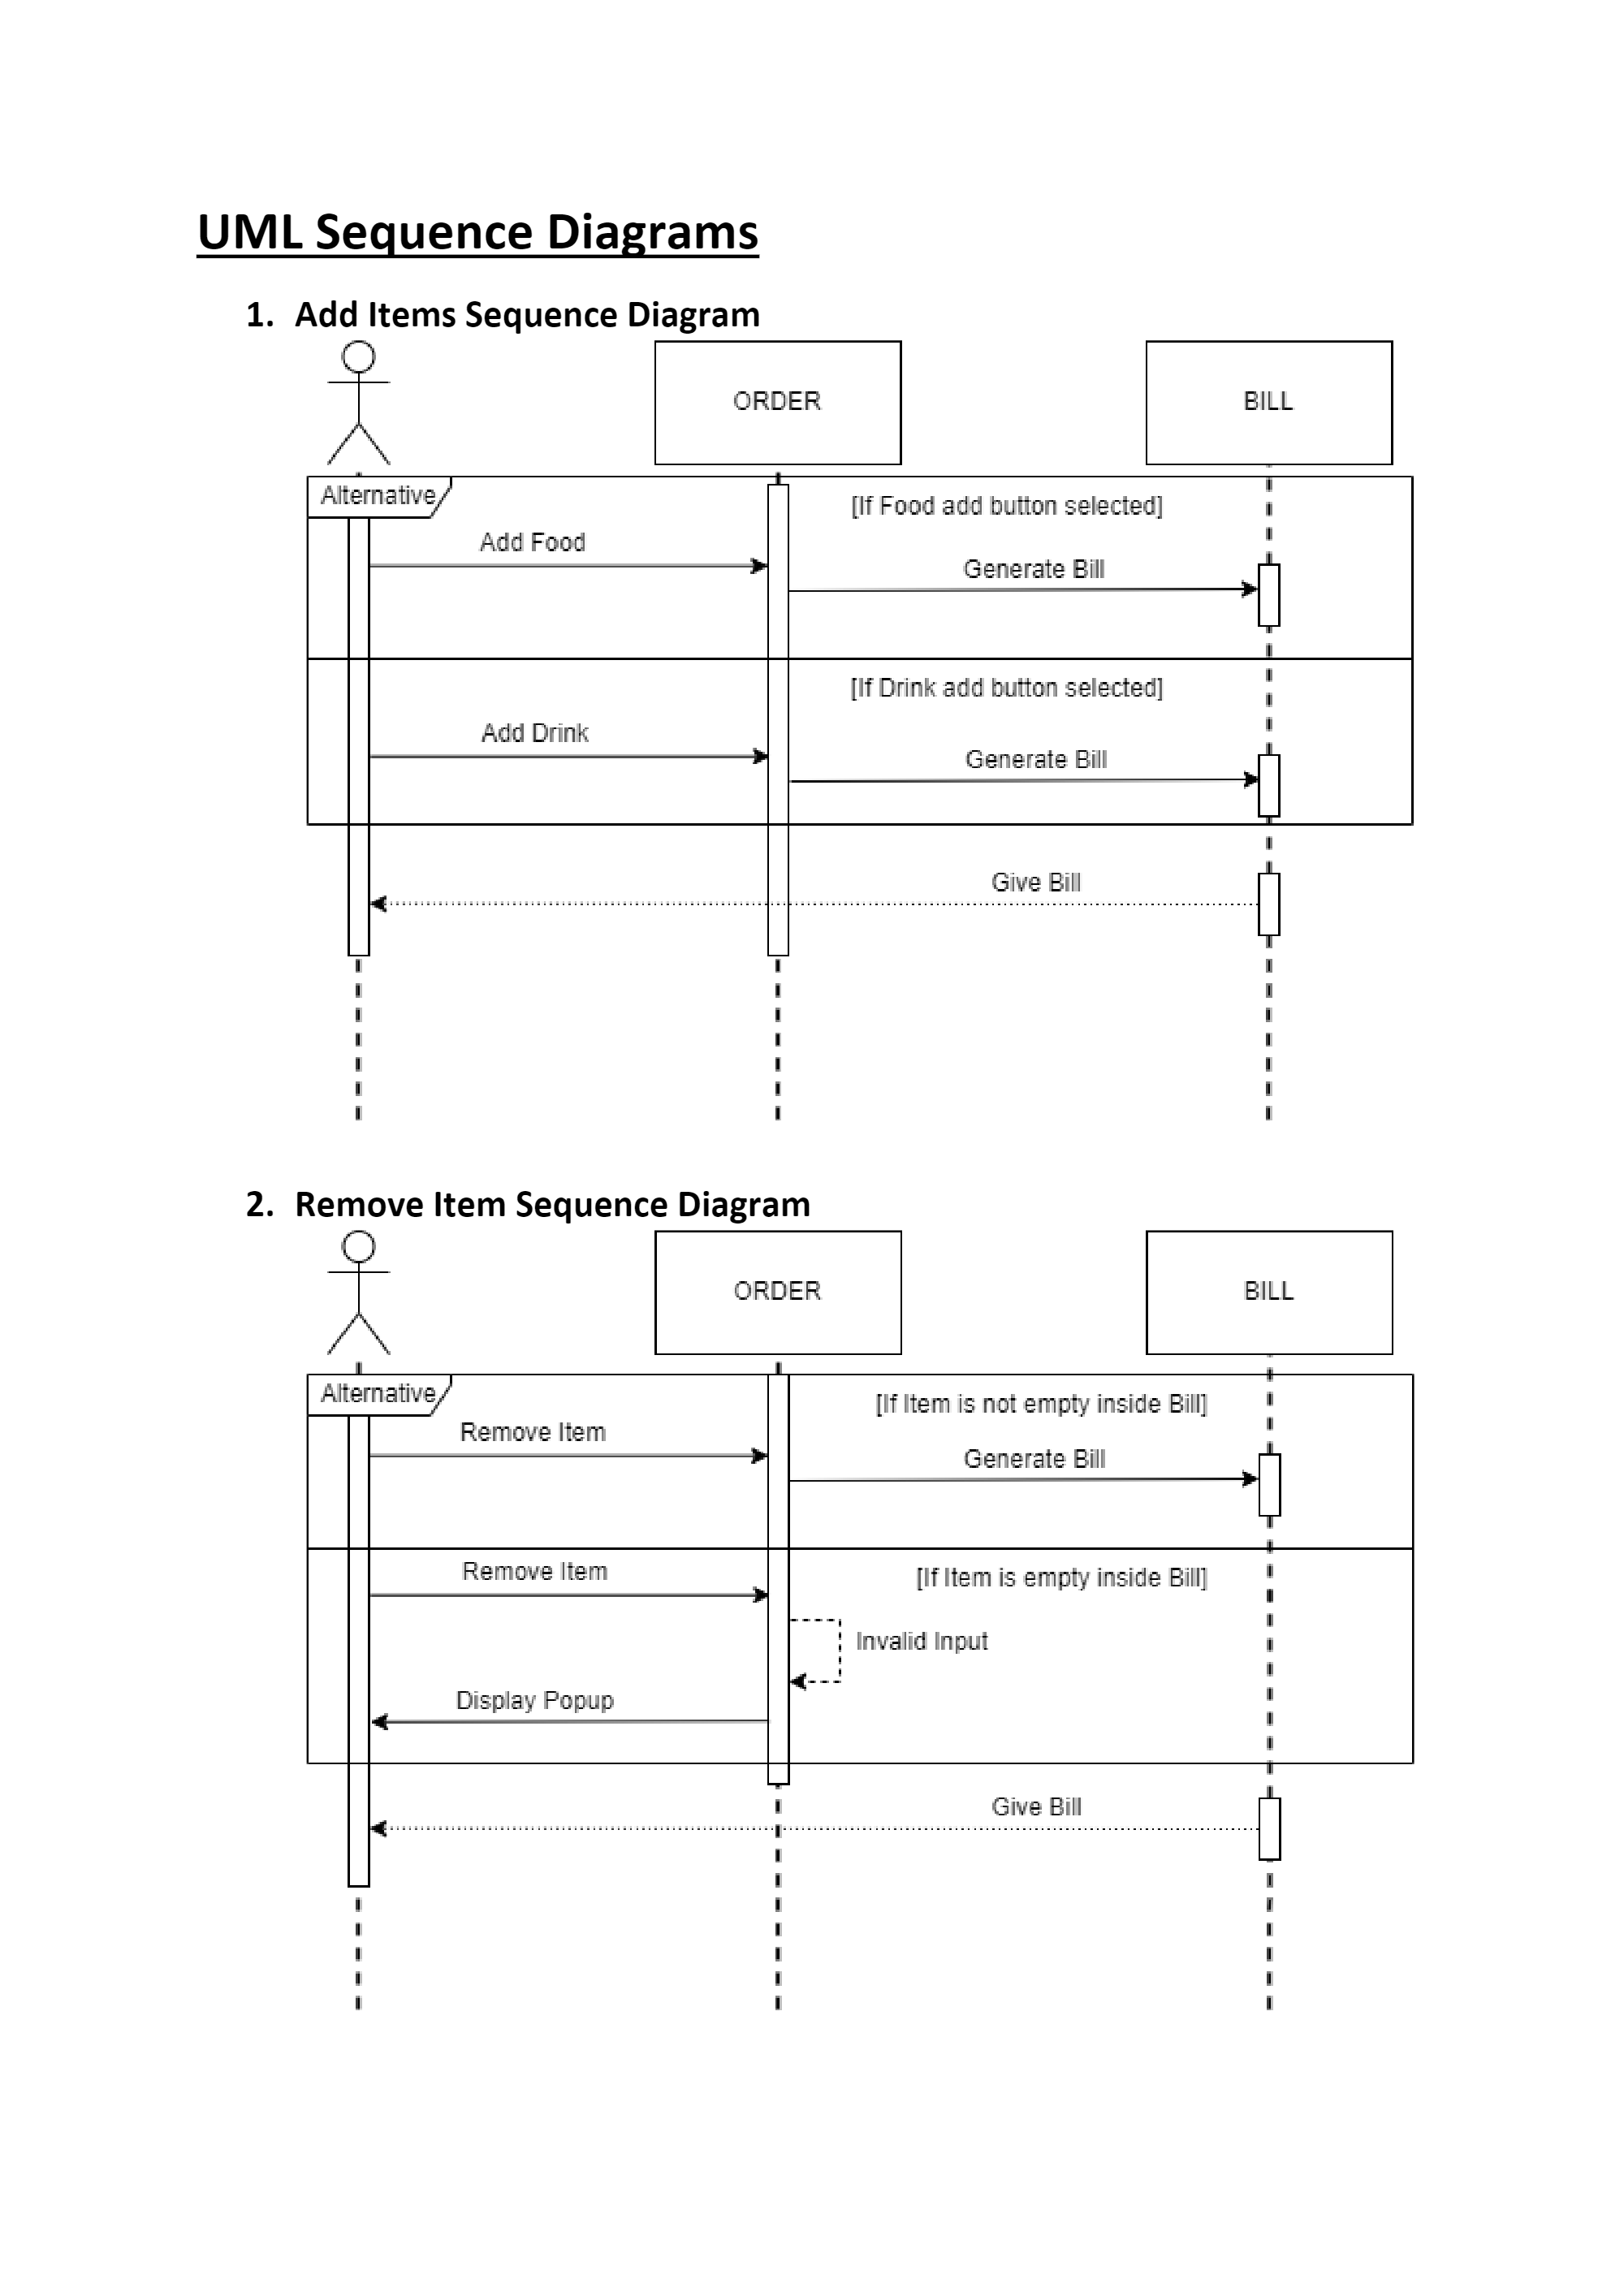 UML Sequence Diagrams
1. Add Items Sequence Diagram
ORDER
BILL
Alternative
[If Food add button selected]
Add Food
Generate Bill
[If Drink add button selected]
Add Drink
Generate Bill
Give Bill
2. Remove Item Sequence Diagram
ORDER
BILL
Alternative
[If Item is not empty inside Bill]
Remove Item
Generate Bill
Remove Item
[If Item is empty inside Bill]
Invalid Input
Display Popup
Give Bill